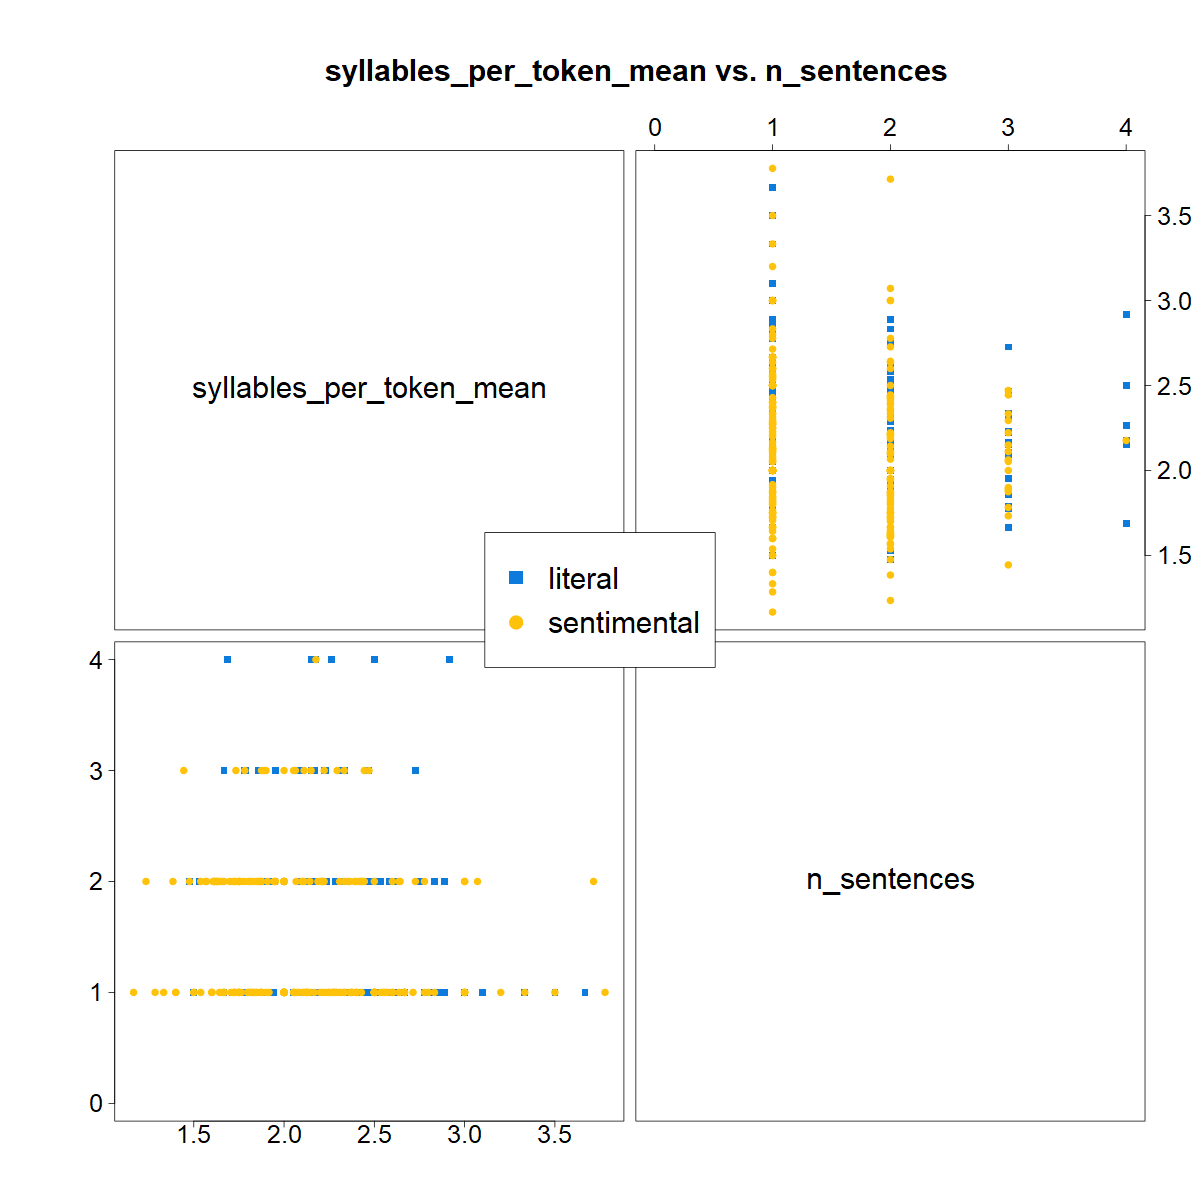 syllables_per_token_mean vs. n_sentences
0 1 2 3 4
3.5
3.0
syllables_per_token_mean
2.5
2.0
1.5
literal
sentimental
4
3
2
n_sentences
1
0
1.5 2.0 2.5 3.0 3.5